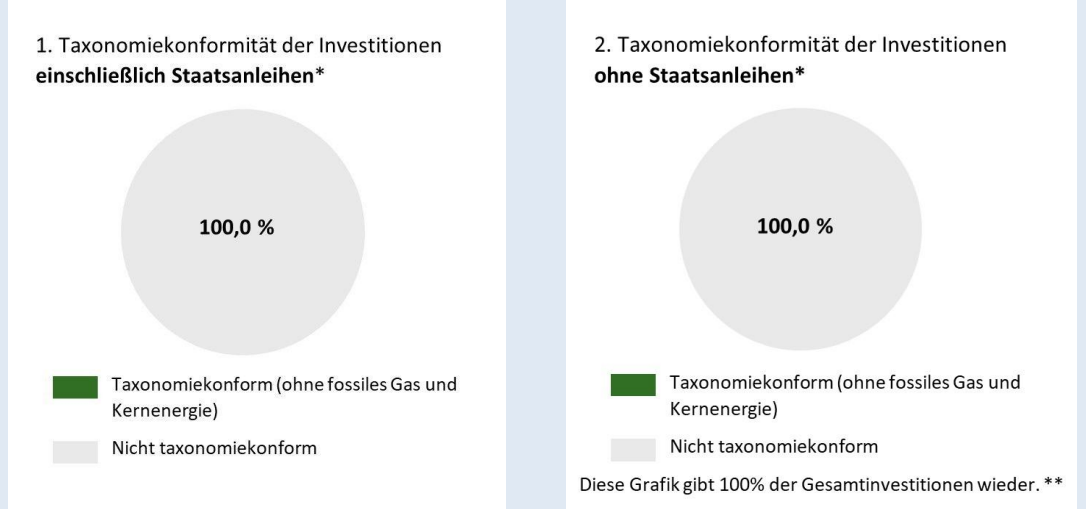 1. Taxonomiekonformität der Investitionen
einschließlich Staatsanleihen*
100,0 %
Taxonomiekonform (ohne fossiles Gas und
Kernenergie)
Nicht taxonomiekonform
2. Taxonomiekonformität der Investitionen
ohne Staatsanleihen*
100,0 %
Taxonomiekonform (ohne fossiles Gas und
Kernenergie)
Nicht taxonomiekonform
Diese Grafik gibt 100% der Gesamtinvestitionen wieder. **